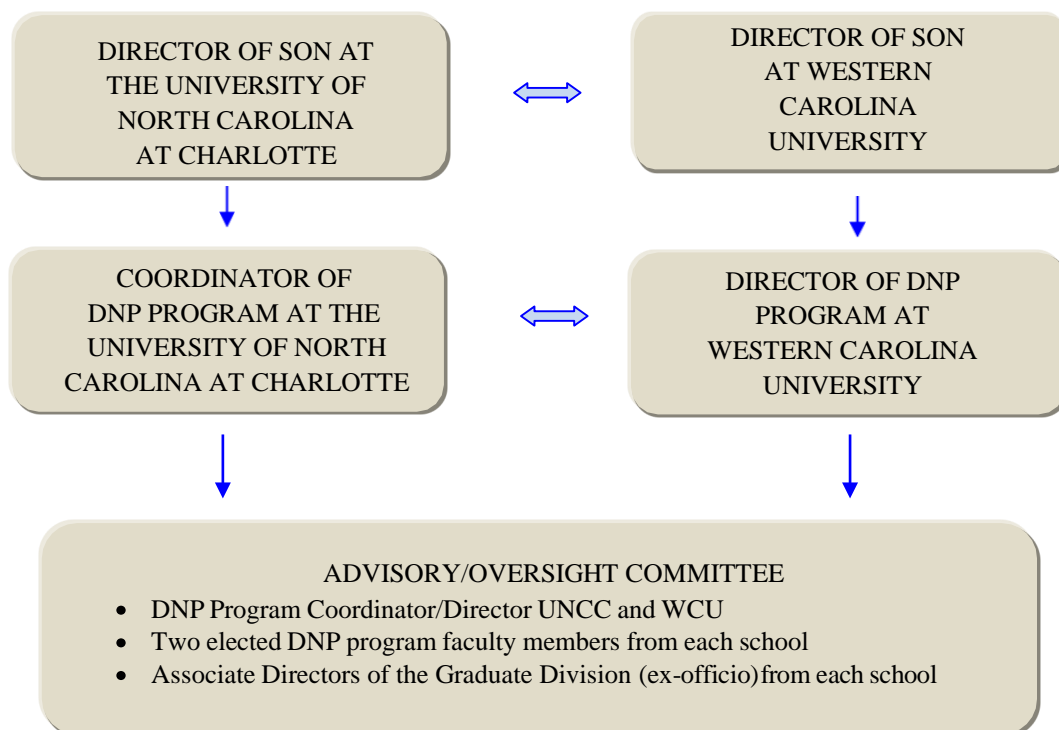 DIRECTOR OF SON AT
THE UNIVERSITY OF
NORTH CAROLINA
AT CHARLOTTE
DIRECTOR OF SON
AT WESTERN
CAROLINA
UNIVERSITY
COORDINATOR OF
DNP PROGRAM AT THE
UNIVERSITY OF NORTH
CAROLINA AT CHARLOTTE
DIRECTOR OF DNP
PROGRAM AT
WESTERN CAROLINA
UNIVERSITY
ADVISORY/OVERSIGHT COMMITTEE
• DNP Program Coordinator/Director UNCC and WCU
• Two elected DNP program faculty members from each school
• Associate Directors of the Graduate Division (ex-officio)from each school